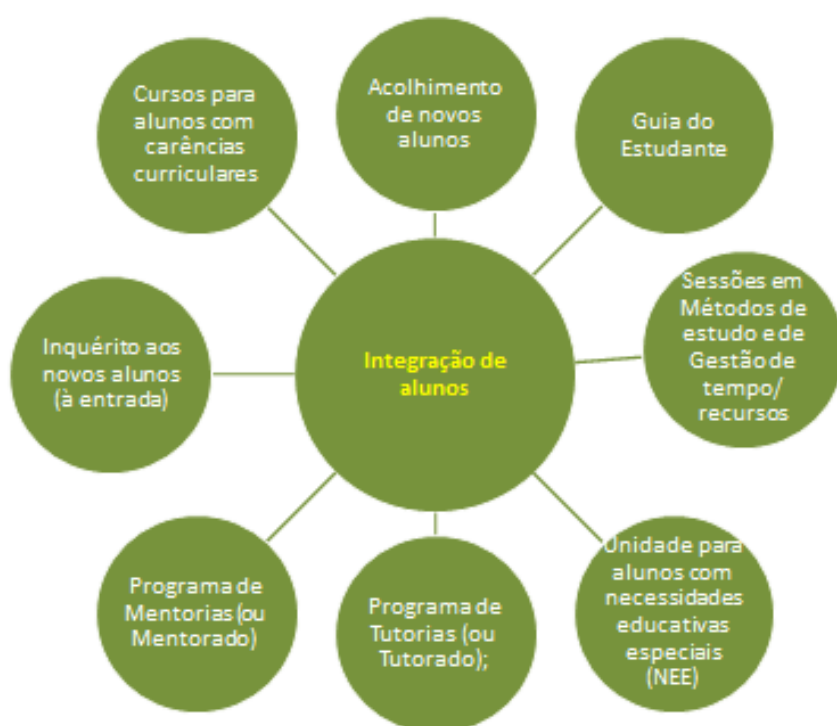 Acolhimento
de novos
alunos
Guia do
Estudante
Sessões em
Métodos de
estudo e de
Gestão de
tempo/
recursos
Unidade para
alunos com
necessidades
educativas
especiais
(NEE)
Programa de
Tutorias (ou
Tutorado);
Programa de
Mentorias (ou
Mentorado)
Inquérito aos
novos alunos
(à entrada)
Cursos para
alunos com
carências
curriculares
Integração de
alunos